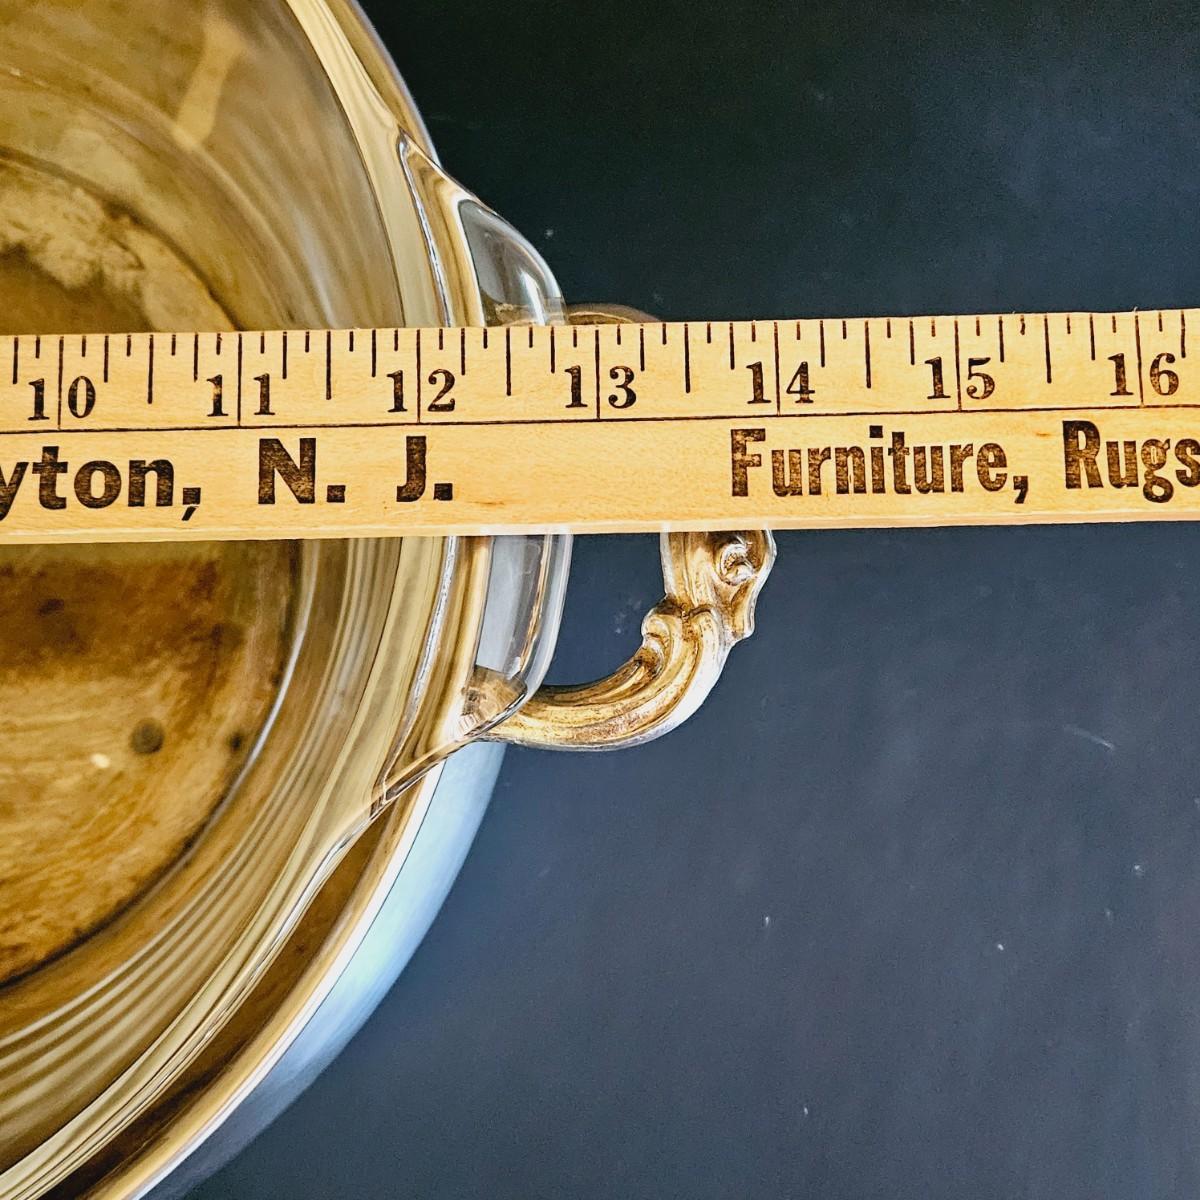 10 11 12 13 14 15 16
yton, N. J. Furniture, Rugs